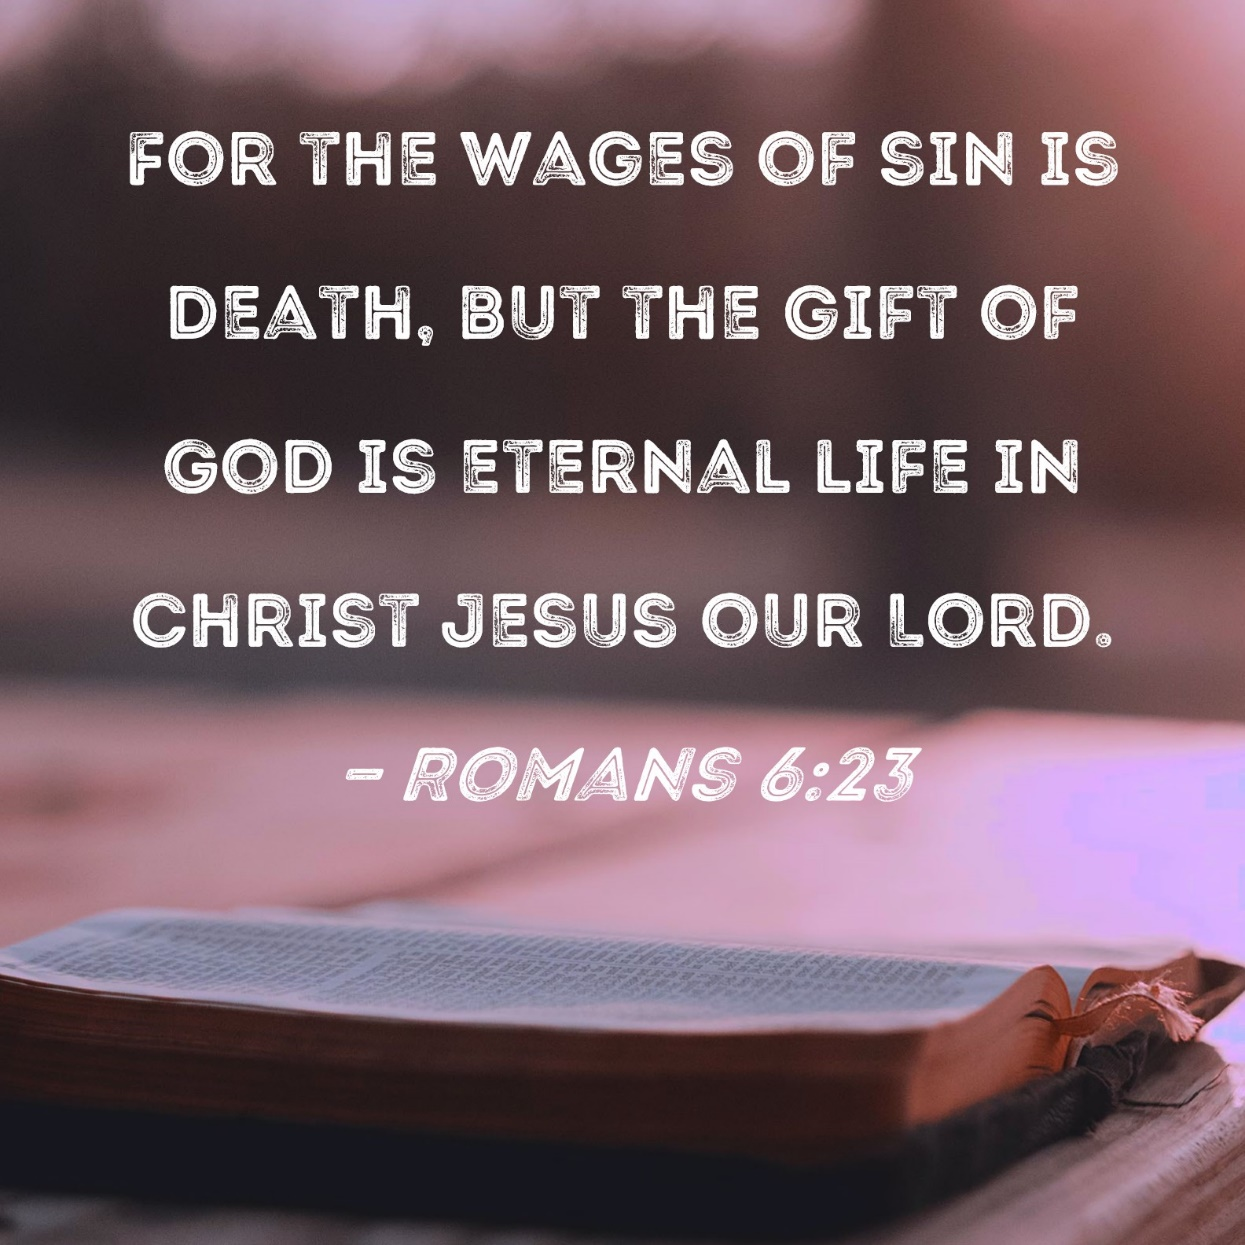 FOR THE WAGES OF SIN IS
DEATH, BUT THE GIFT OF
GOD IS ETERNAL LIFE IN
CHRIST JESUS OUR LORD.
– ROMANS 6:23